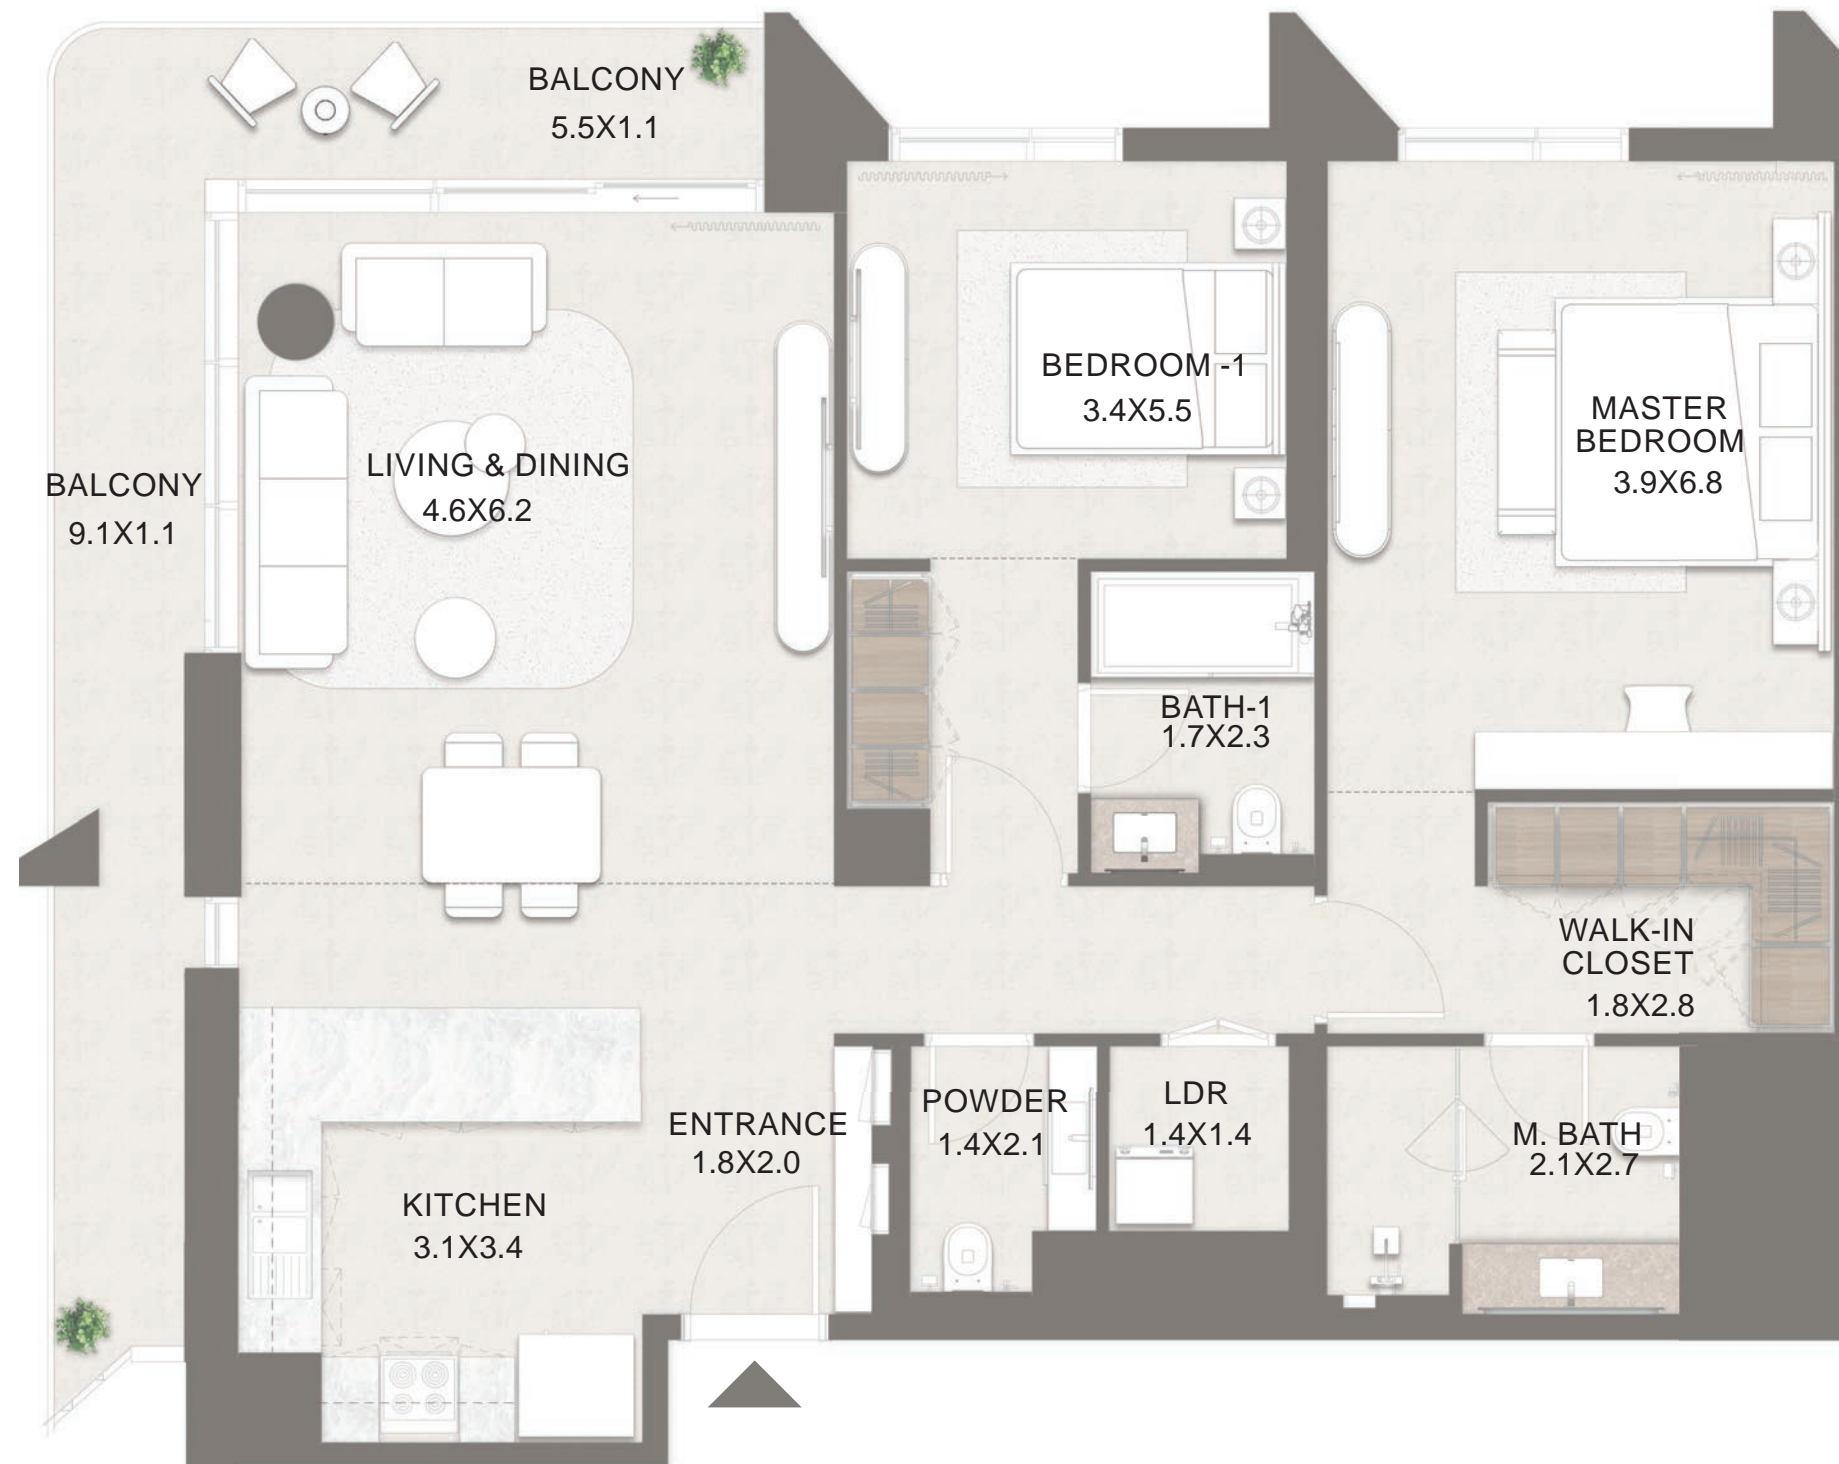 BALCONY
5.5X1.1
BEDROOM -1
3.4X5.5
MASTER
BEDROOM
3.9X6.8
LIVING & DINING
4.6X6.2
BALCONY
9.1X1.1
BATH-1
1.7X2.3
WALK-IN
CLOSET
1.8X2.8
POWDER
1.4X2.1
LDR
1.4X1.4
ENTRANCE
1.8X2.0
M. BATH
2.1X2.7
KITCHEN
3.1X3.4